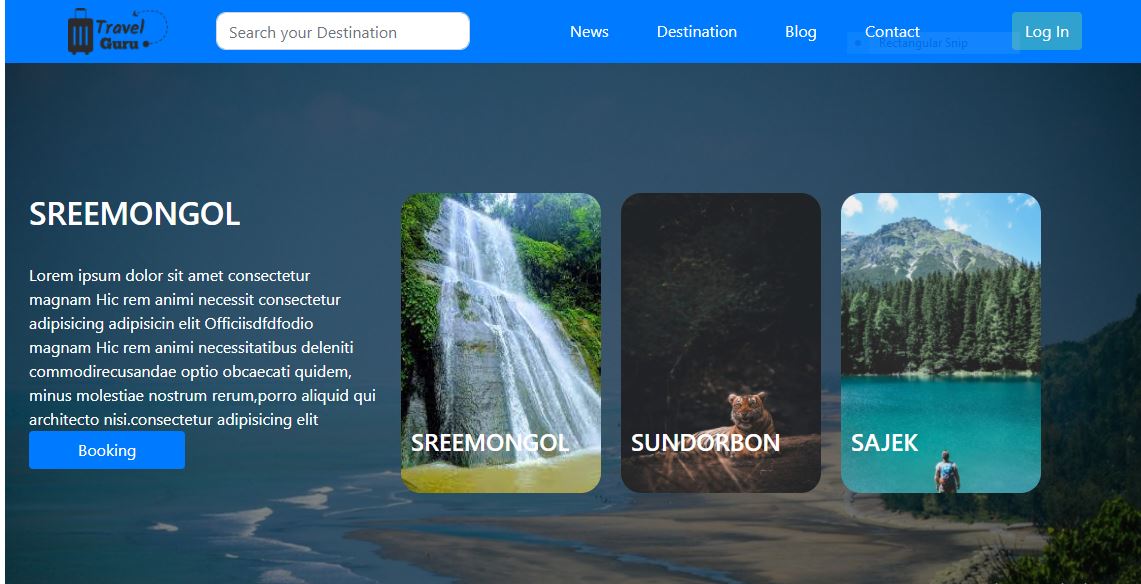 Travel
Guru
Search your Destination
News
Destination
Blog
Contact
Rectangular Snip
Log In
SREEMONGOL
Lorem ipsum dolor sit amet consectetur
magnam Hic rem animi necessit consectetur
adipisicing adipisicin elit Officiisdfdfodio
magnam Hic rem animi necessitatibus deleniti
commodirecusandae optio obcaecati quidem,
minus molestiae nostrum rerum,porro aliquid qui
architecto nisi.consectetur adipisicing elit
Booking
SREEMONGOL
SUNDORBON
SAJEK